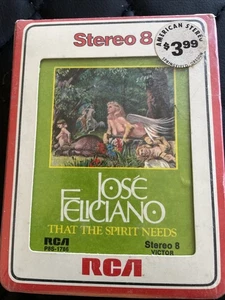 Stereo 8
AMERICAN STEREO
$3.99
JOSÉ
FELICIANO
THAT THE SPIRIT NEEDS
RCA
Stereo 8
VICTOR
RCA